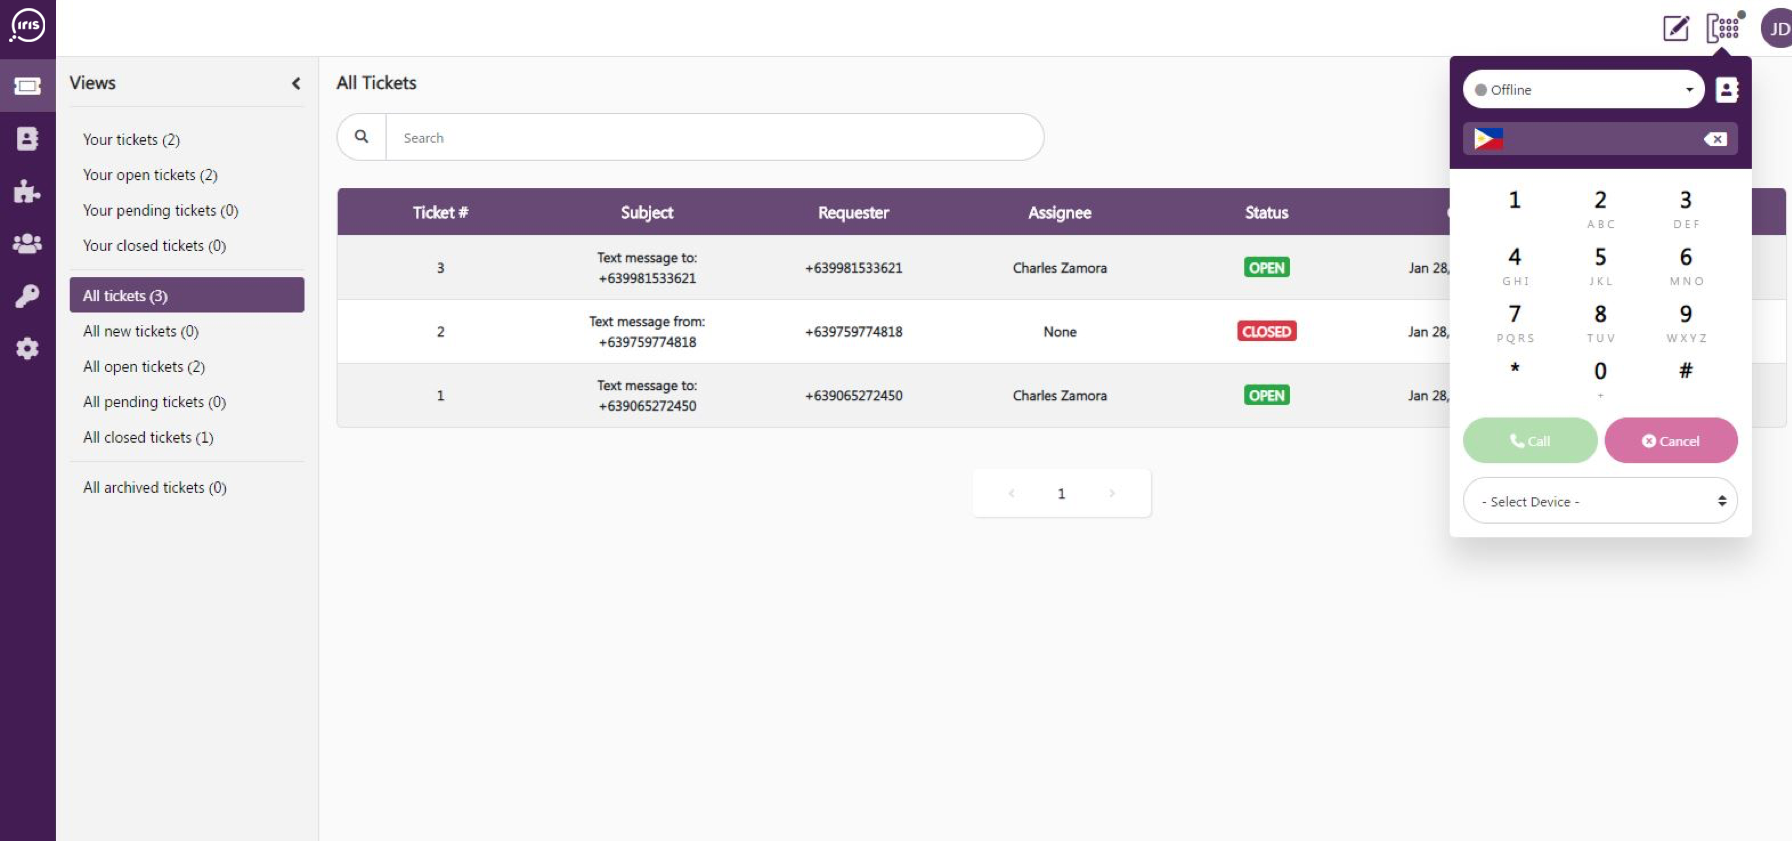 iris
JD
Views
Your tickets (2)
Your open tickets (2)
Your pending tickets (0)
Your closed tickets (0)
All tickets (3)
All new tickets (0)
All open tickets (2)
All pending tickets (0)
All closed tickets (1)
All archived tickets (0)
All Tickets
Search
Ticket # Subject Requester Assignee Status
3 Text message to: +639981533621 Charles Zamora OPEN Jan 28,
+639981533621
2 Text message from: +639759774818 None CLOSED Jan 28,
+639759774818
1 Text message to: +639065272450 Charles Zamora OPEN Jan 28,
+639065272450
1
Offline
1 2 3
ABC DEF
4 5 6
GHI JKL MNO
7 8 9
PQRS TUV WXYZ
* 0 #
+
Call Cancel
- Select Device -